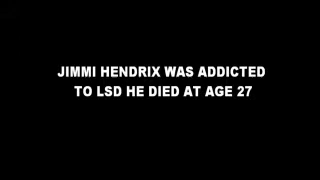 JIMMI HENDRIX WAS ADDICTED
TO LSD HE DIED AT AGE 27